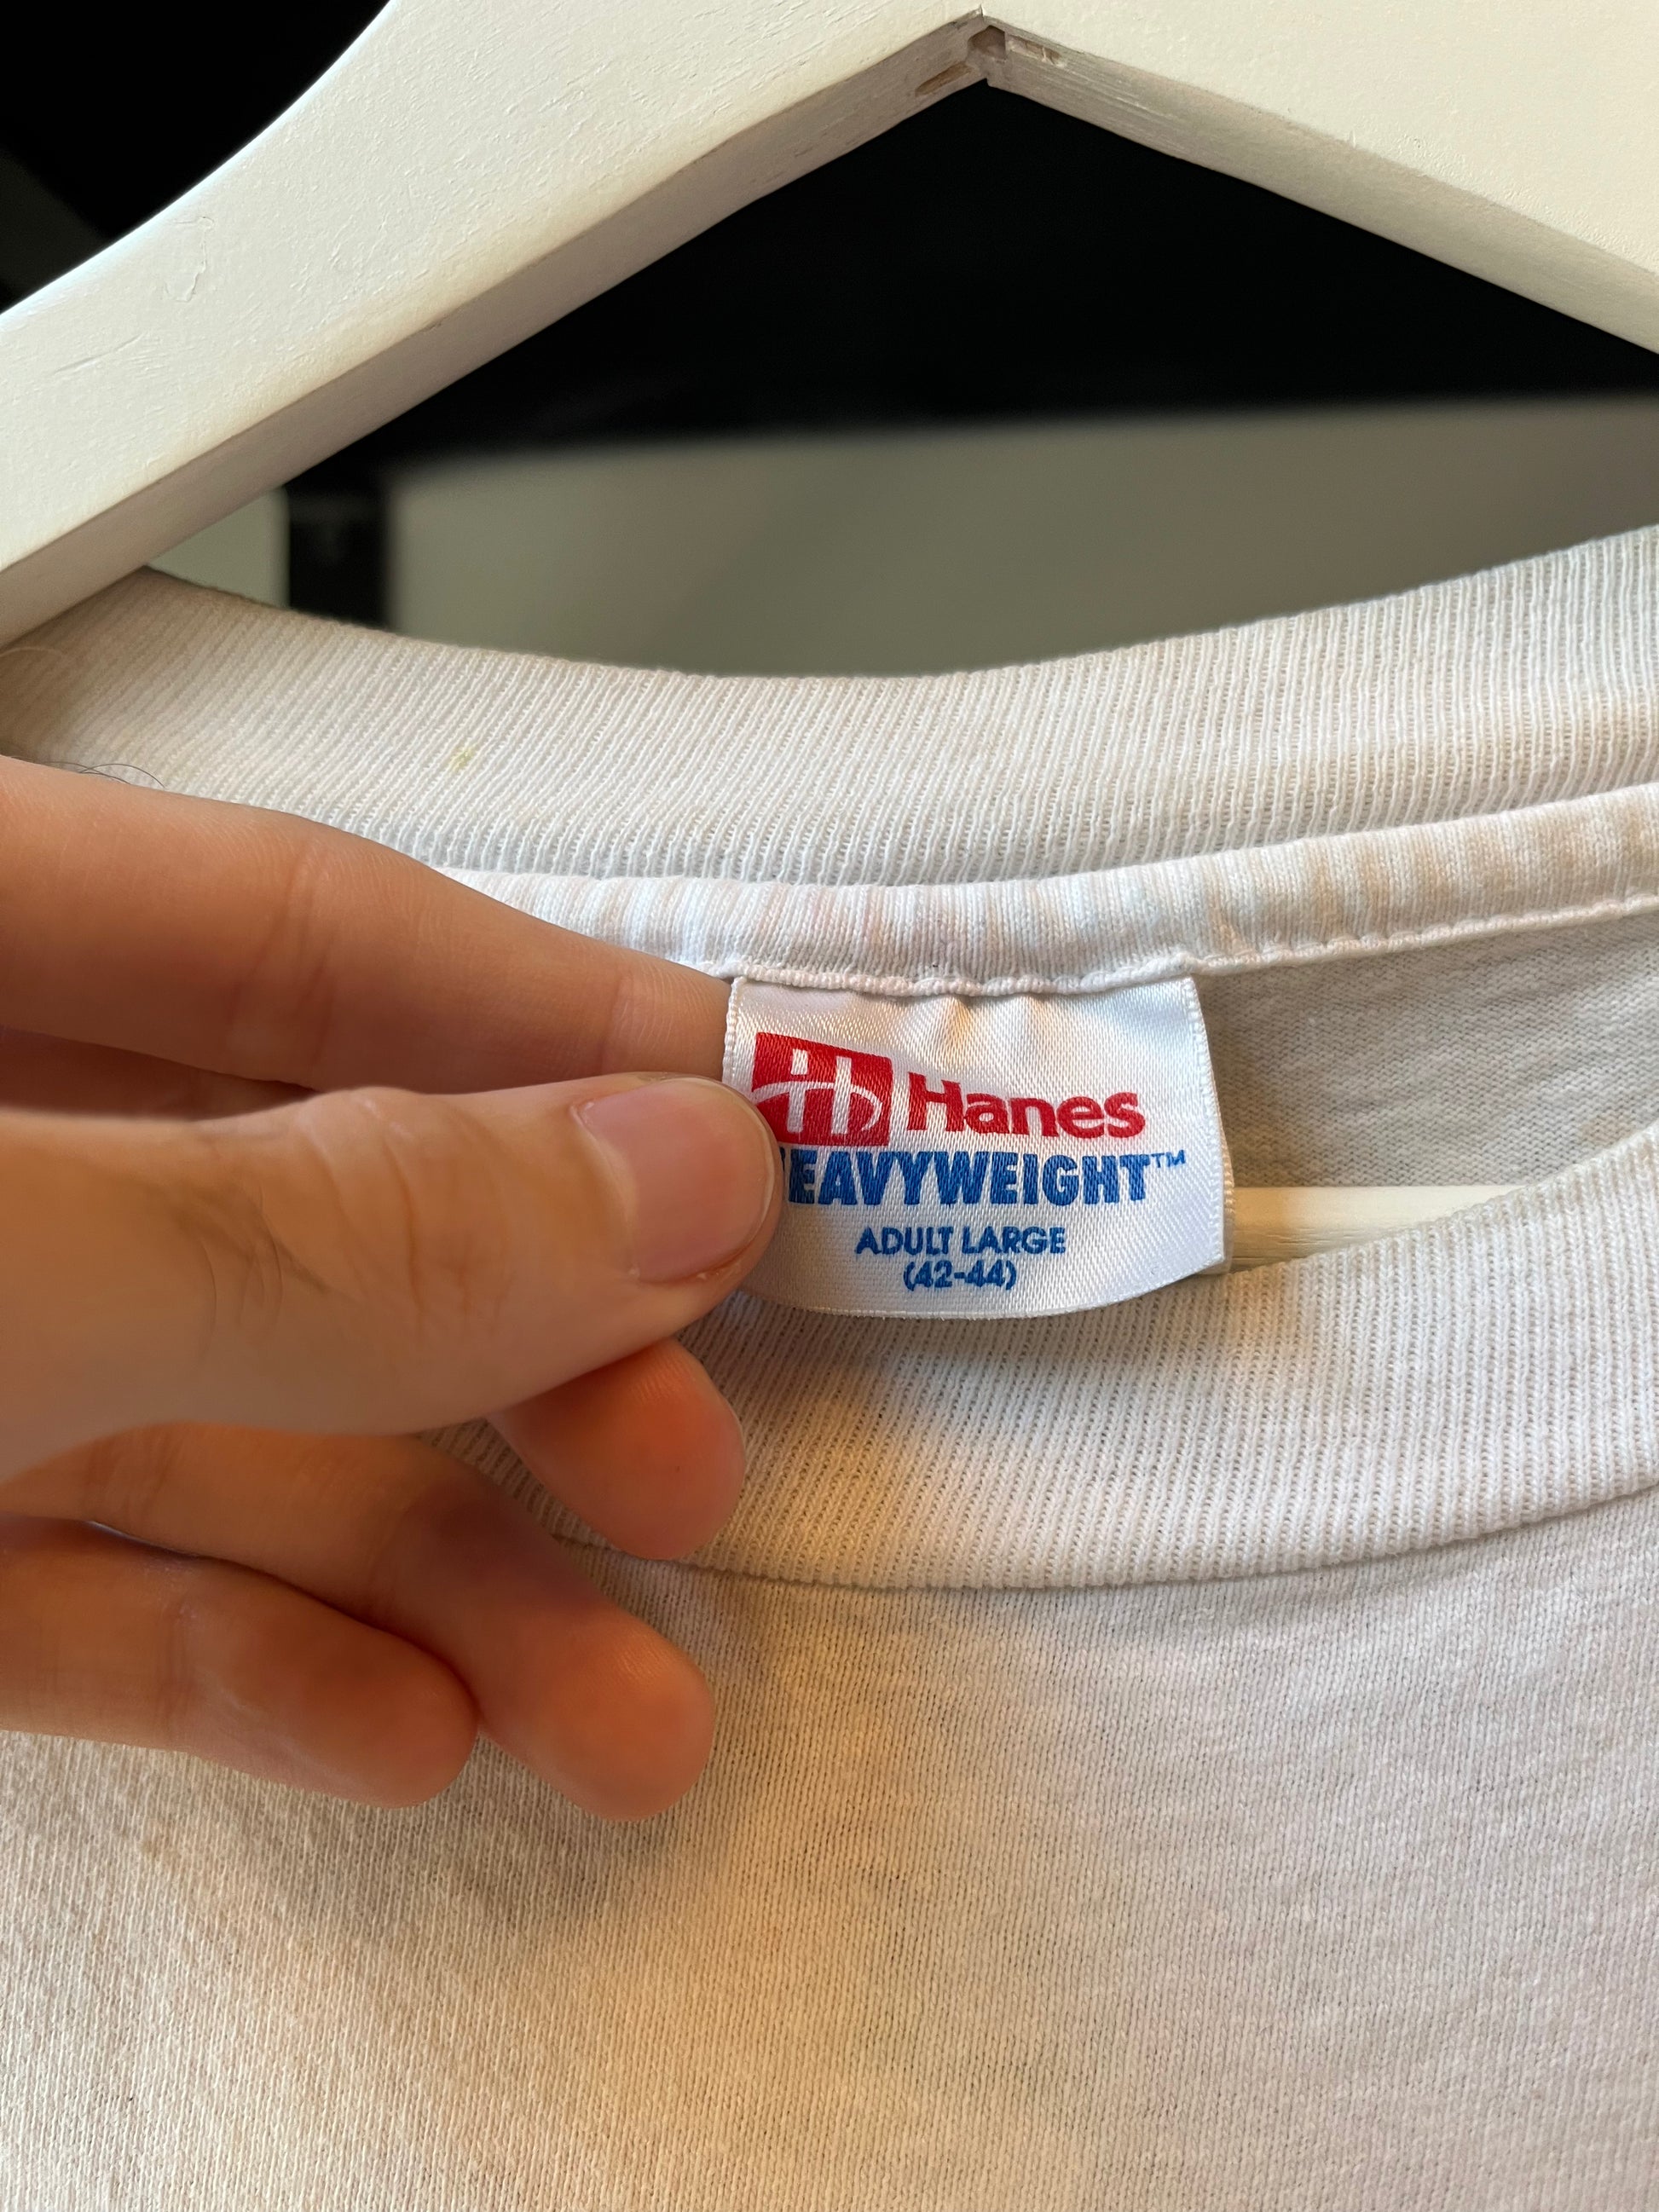 Hanes
EAVYWEIGHT™
ADULT LARGE
(42-44)